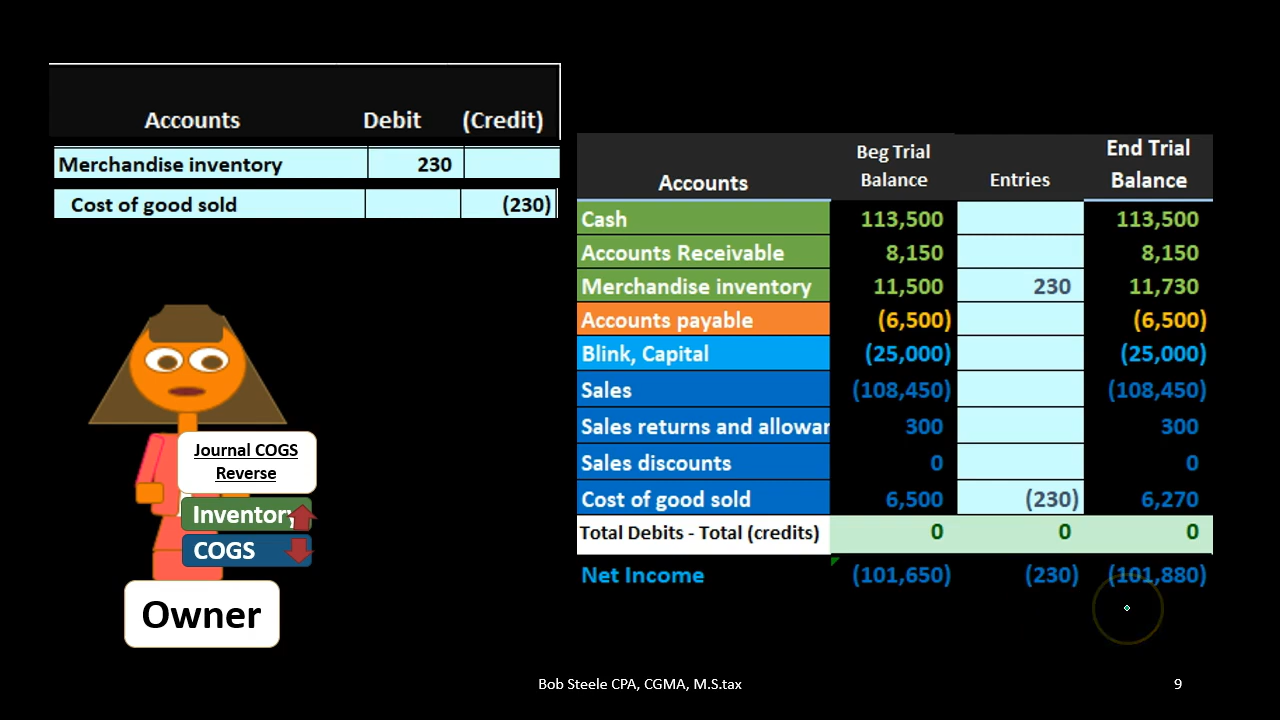 Accounts Debit (Credit)
Merchandise inventory 230
Cost of good sold (230)
Journal COGS
Reverse
Inventory
COGS
Owner
Accounts Beg Trial Balance Entries End Trial Balance
Cash 113,500 113,500
Accounts Receivable 8,150 8,150
Merchandise inventory 11,500 230 11,730
Accounts payable (6,500) (6,500)
Blink, Capital (25,000) (25,000)
Sales (108,450) (108,450)
Sales returns and allowar 300 300
Sales discounts 0 0
Cost of good sold 6,500 (230) 6,270
Total Debits - Total (credits) 0 0 0
Net Income (101,650) (230) (101,880)
Bob Steele CPA, CGMA, M.S.tax 9